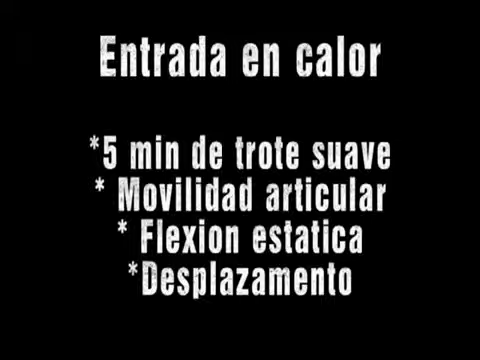 Entrada en calor
*5 min de trote suave
* Movilidad articular
* Flexion estatica
*Desplazamento